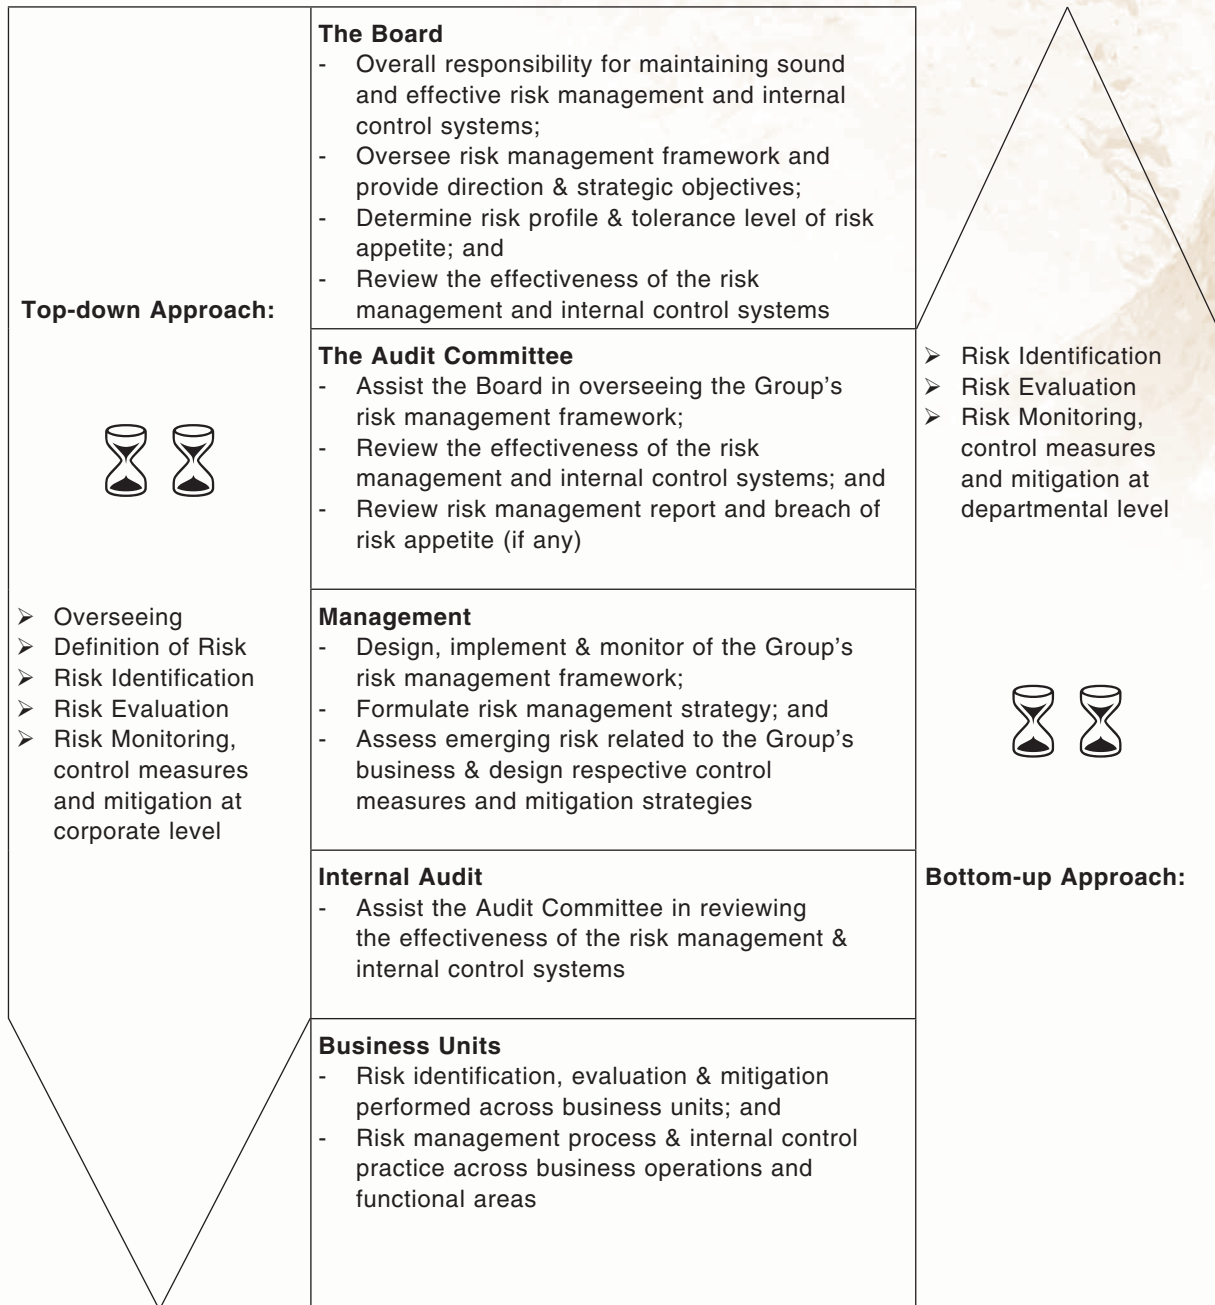 The Board
- Overall responsibility for maintaining sound
and effective risk management and internal
control systems;
- Oversee risk management framework and
provide direction & strategic objectives;
- Determine risk profile & tolerance level of risk
appetite; and
- Review the effectiveness of the risk
management and internal control systems
Top-down Approach:
The Audit Committee
- Assist the Board in overseeing the Group’s
risk management framework;
- Review the effectiveness of the risk
management and internal control systems; and
- Review risk management report and breach of
risk appetite (if any)
➢ Risk Identification
➢ Risk Evaluation
➢ Risk Monitoring,
control measures
and mitigation at
departmental level
➢ Overseeing
➢ Definition of Risk
➢ Risk Identification
➢ Risk Evaluation
➢ Risk Monitoring,
control measures
and mitigation at
corporate level
Management
- Design, implement & monitor of the Group’s
risk management framework;
- Formulate risk management strategy; and
- Assess emerging risk related to the Group’s
business & design respective control
measures and mitigation strategies
Internal Audit
- Assist the Audit Committee in reviewing
the effectiveness of the risk management &
internal control systems
Bottom-up Approach:
Business Units
- Risk identification, evaluation & mitigation
performed across business units; and
- Risk management process & internal control
practice across business operations and
functional areas